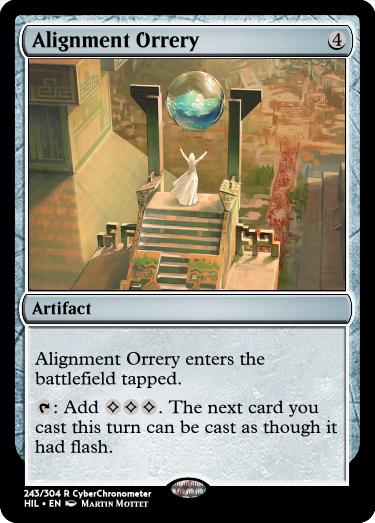 Alignment Orrery 4
Artifact
Alignment Orrery enters the
battlefield tapped.
: Add ◇◇◇. The next card you
cast this turn can be cast as though it
had flash.
243/304 R CyberChronometer
HIL • EN Martin Mottet